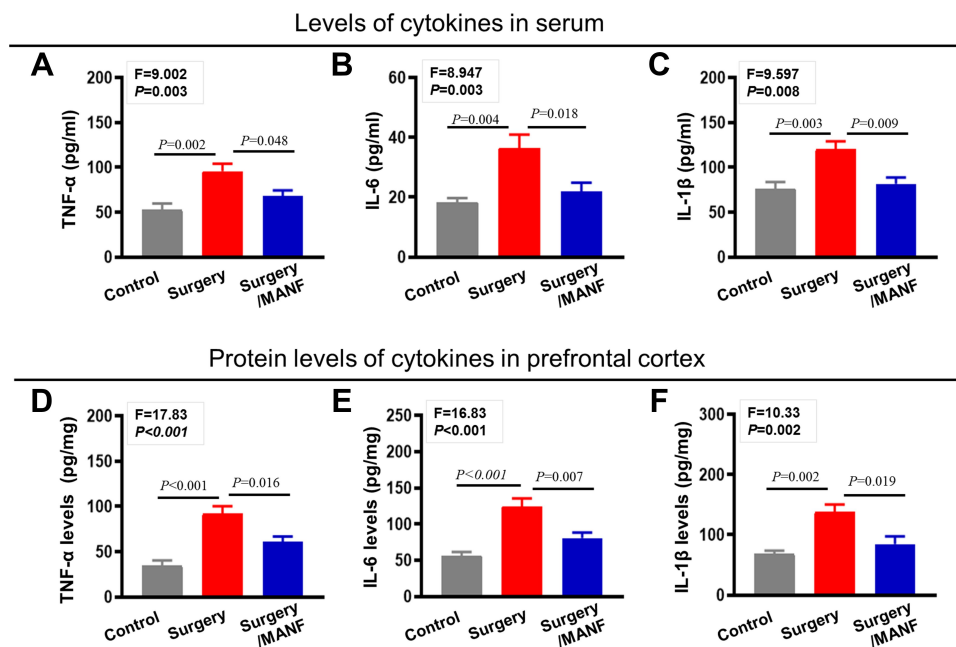 Levels of cytokines in serum
A
F=9.002
P=0.003
P=0.002
P=0.048
TNF-α (pg/ml)
200
150
100
50
0
Control
Surgery
Surgery
/MANF
B
F=8.947
P=0.003
P=0.004
P=0.018
IL-6 (pg/ml)
60
40
20
0
Control
Surgery
Surgery
/MANF
C
F=9.597
P=0.008
P=0.003
P=0.009
IL-1β (pg/ml)
200
150
100
50
0
Control
Surgery
Surgery
/MANF
Protein levels of cytokines in prefrontal cortex
D
F=17.83
P<0.001
P<0.001
P=0.016
TNF-α levels (pg/mg)
200
150
100
50
0
Control
Surgery
Surgery
/MANF
E
F=16.83
P<0.001
P<0.001
P=0.007
IL-6 levels (pg/mg)
250
200
150
100
50
0
Control
Surgery
Surgery
/MANF
F
F=10.33
P=0.002
P=0.002
P=0.019
IL-1β levels (pg/mg)
300
200
100
0
Control
Surgery
Surgery
/MANF